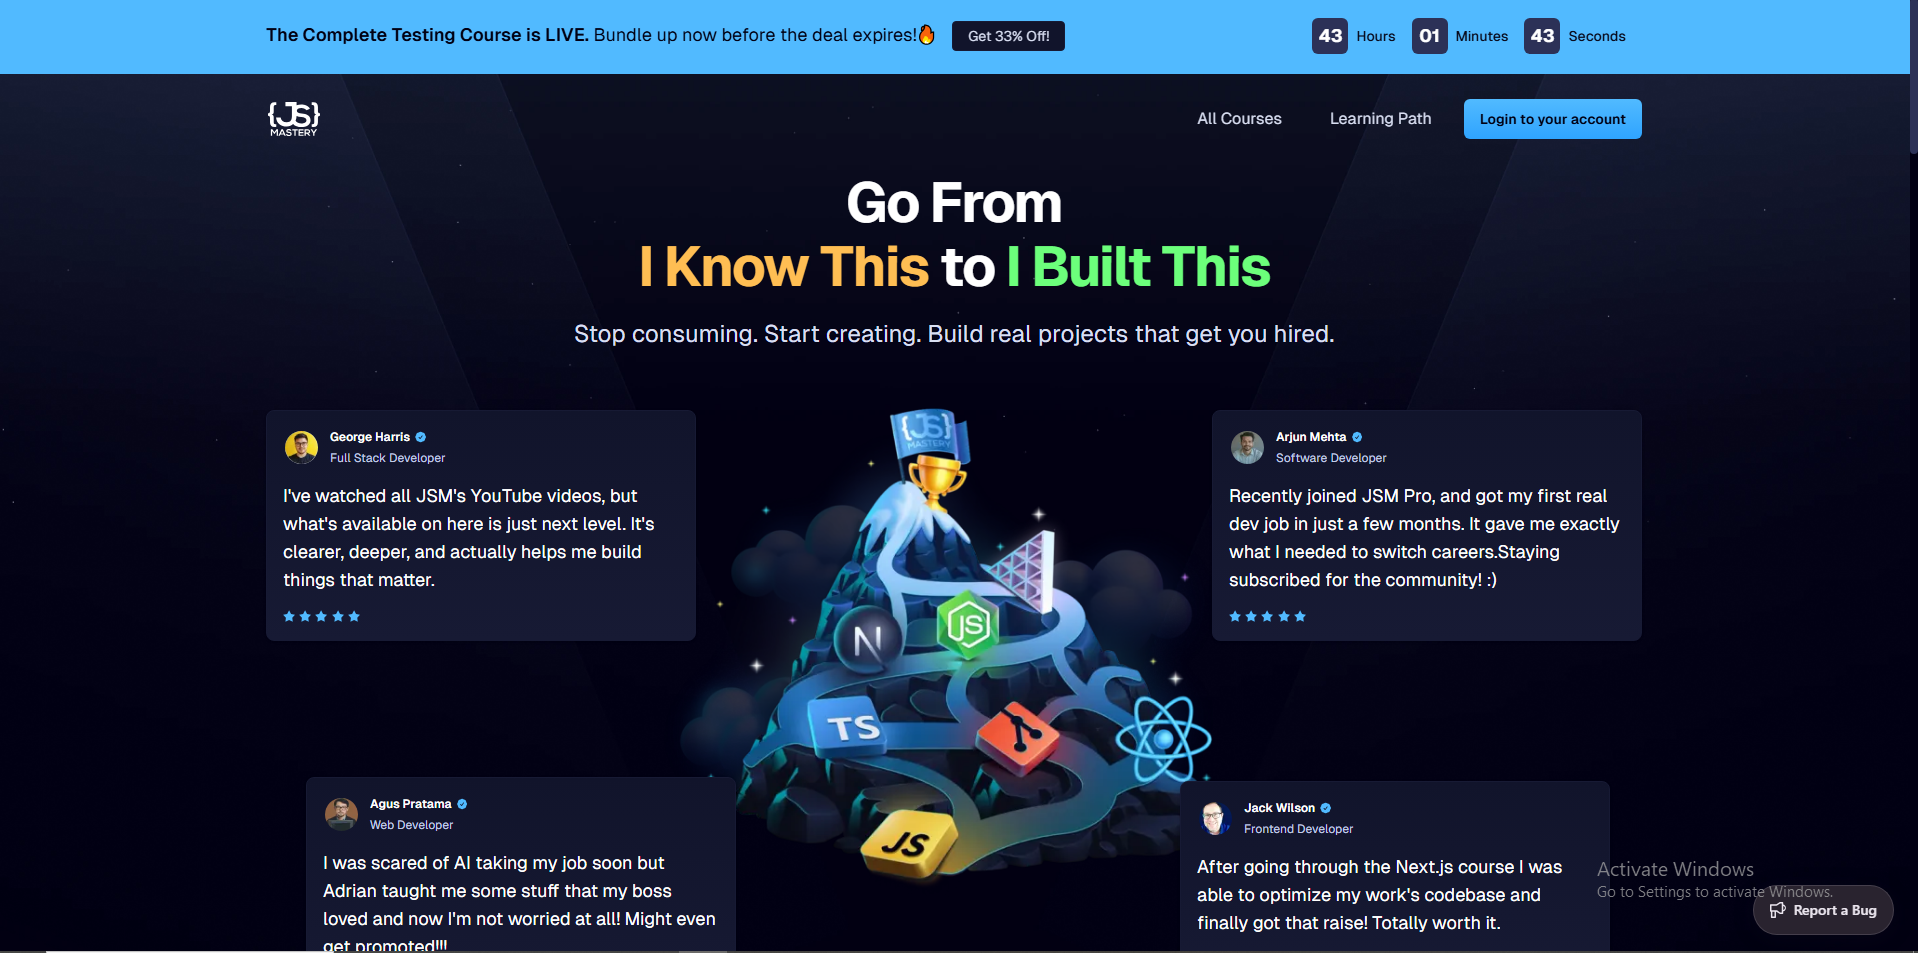 The Complete Testing Course is LIVE. Bundle up now before the deal expires!🔥 Get 33% Off! 43 Hours 01 Minutes 43 Seconds
{JS}
MASTERY
All Courses Learning Path Login to your account
Go From
I Know This to I Built This
Stop consuming. Start creating. Build real projects that get you hired.
George Harris
Full Stack Developer
I've watched all JSM's YouTube videos, but
what's available on here is just next level. It's
clearer, deeper, and actually helps me build
things that matter.
{JS}
MASTERY
N
JS
TS
JS
Arjun Mehta
Software Developer
Recently joined JSM Pro, and got my first real
dev job in just a few months. It gave me exactly
what I needed to switch careers.Staying
subscribed for the community! :)
Agus Pratama
Web Developer
I was scared of AI taking my job soon but
Adrian taught me some stuff that my boss
loved and now I'm not worried at all! Might even
get promoted!!!
Jack Wilson
Frontend Developer
After going through the Next.js course I was
able to optimize my work's codebase and
finally got that raise! Totally worth it.
Activate Windows
Go to Settings to activate Windows.
Report a Bug